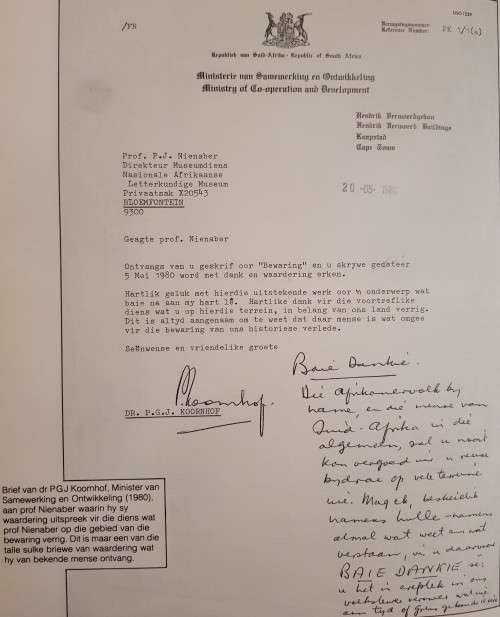 /PR
Republiek van Suid-Afrika · Republic of South Africa
Ministerie van Samewerking en Ontwikkeling
Ministry of Co-operation and Development
Verwysingsnommer:
Reference Number:
Hendrik Verwoerdgebou
Hendrik Verwoerd Buildings
Kaapstad
Cape Town
Prof. P.J. Nienaber
Direkteur Museumdiens
Nasionale Afrikaanse
Letterkundige Museum
Privaatsak X20543
BLOEMFONTEIN
9300
20 -05- 1980
Geagte prof. Nienaber
Ontvangs van u geskrif oor "Bewaring" en u skrywe gedateer
5 Mei 1980 word met dank en waardering erken.
Hartlik geluk met hierdie uitstekende werk oor 'n onderwerp wat
baie na aan my hart lê. Hartlike dank vir die voortreflike
diens wat u op hierdie terrein, in belang van ons land verrig.
Dit is altyd aangenaam om te weet dat daar mense is wat omgee
vir die bewaring van ons historiese verlede.
Seënwense en vriendelike groete
P. Koornhof.
DR. P.G.J. KOORNHOF
Baie Dankie.
Die Afrikanervolk by
name, en die mense van
Suid-Afrika in die
algemeen, sal u nooit
kan vergoed vir u reuse
bydrae op vele terreine
nie. Mag ek, beskeie
namens hulle - namens
almal wat weet en wat
verstaan, vir u daarvoor
BAIE DANKIE sê:
u het in
aan tyd of
Brief van dr PGJ Koornhof, Minister van
Samewerking en Ontwikkeling (1980),
aan prof Nienaber waarin hy sy
waardering uitspreek vir die diens wat
prof Nienaber op die gebied van die
bewaring verrig. Dit is maar een van die
talle sulke briewe van waardering wat
hy van bekende mense ontvang.